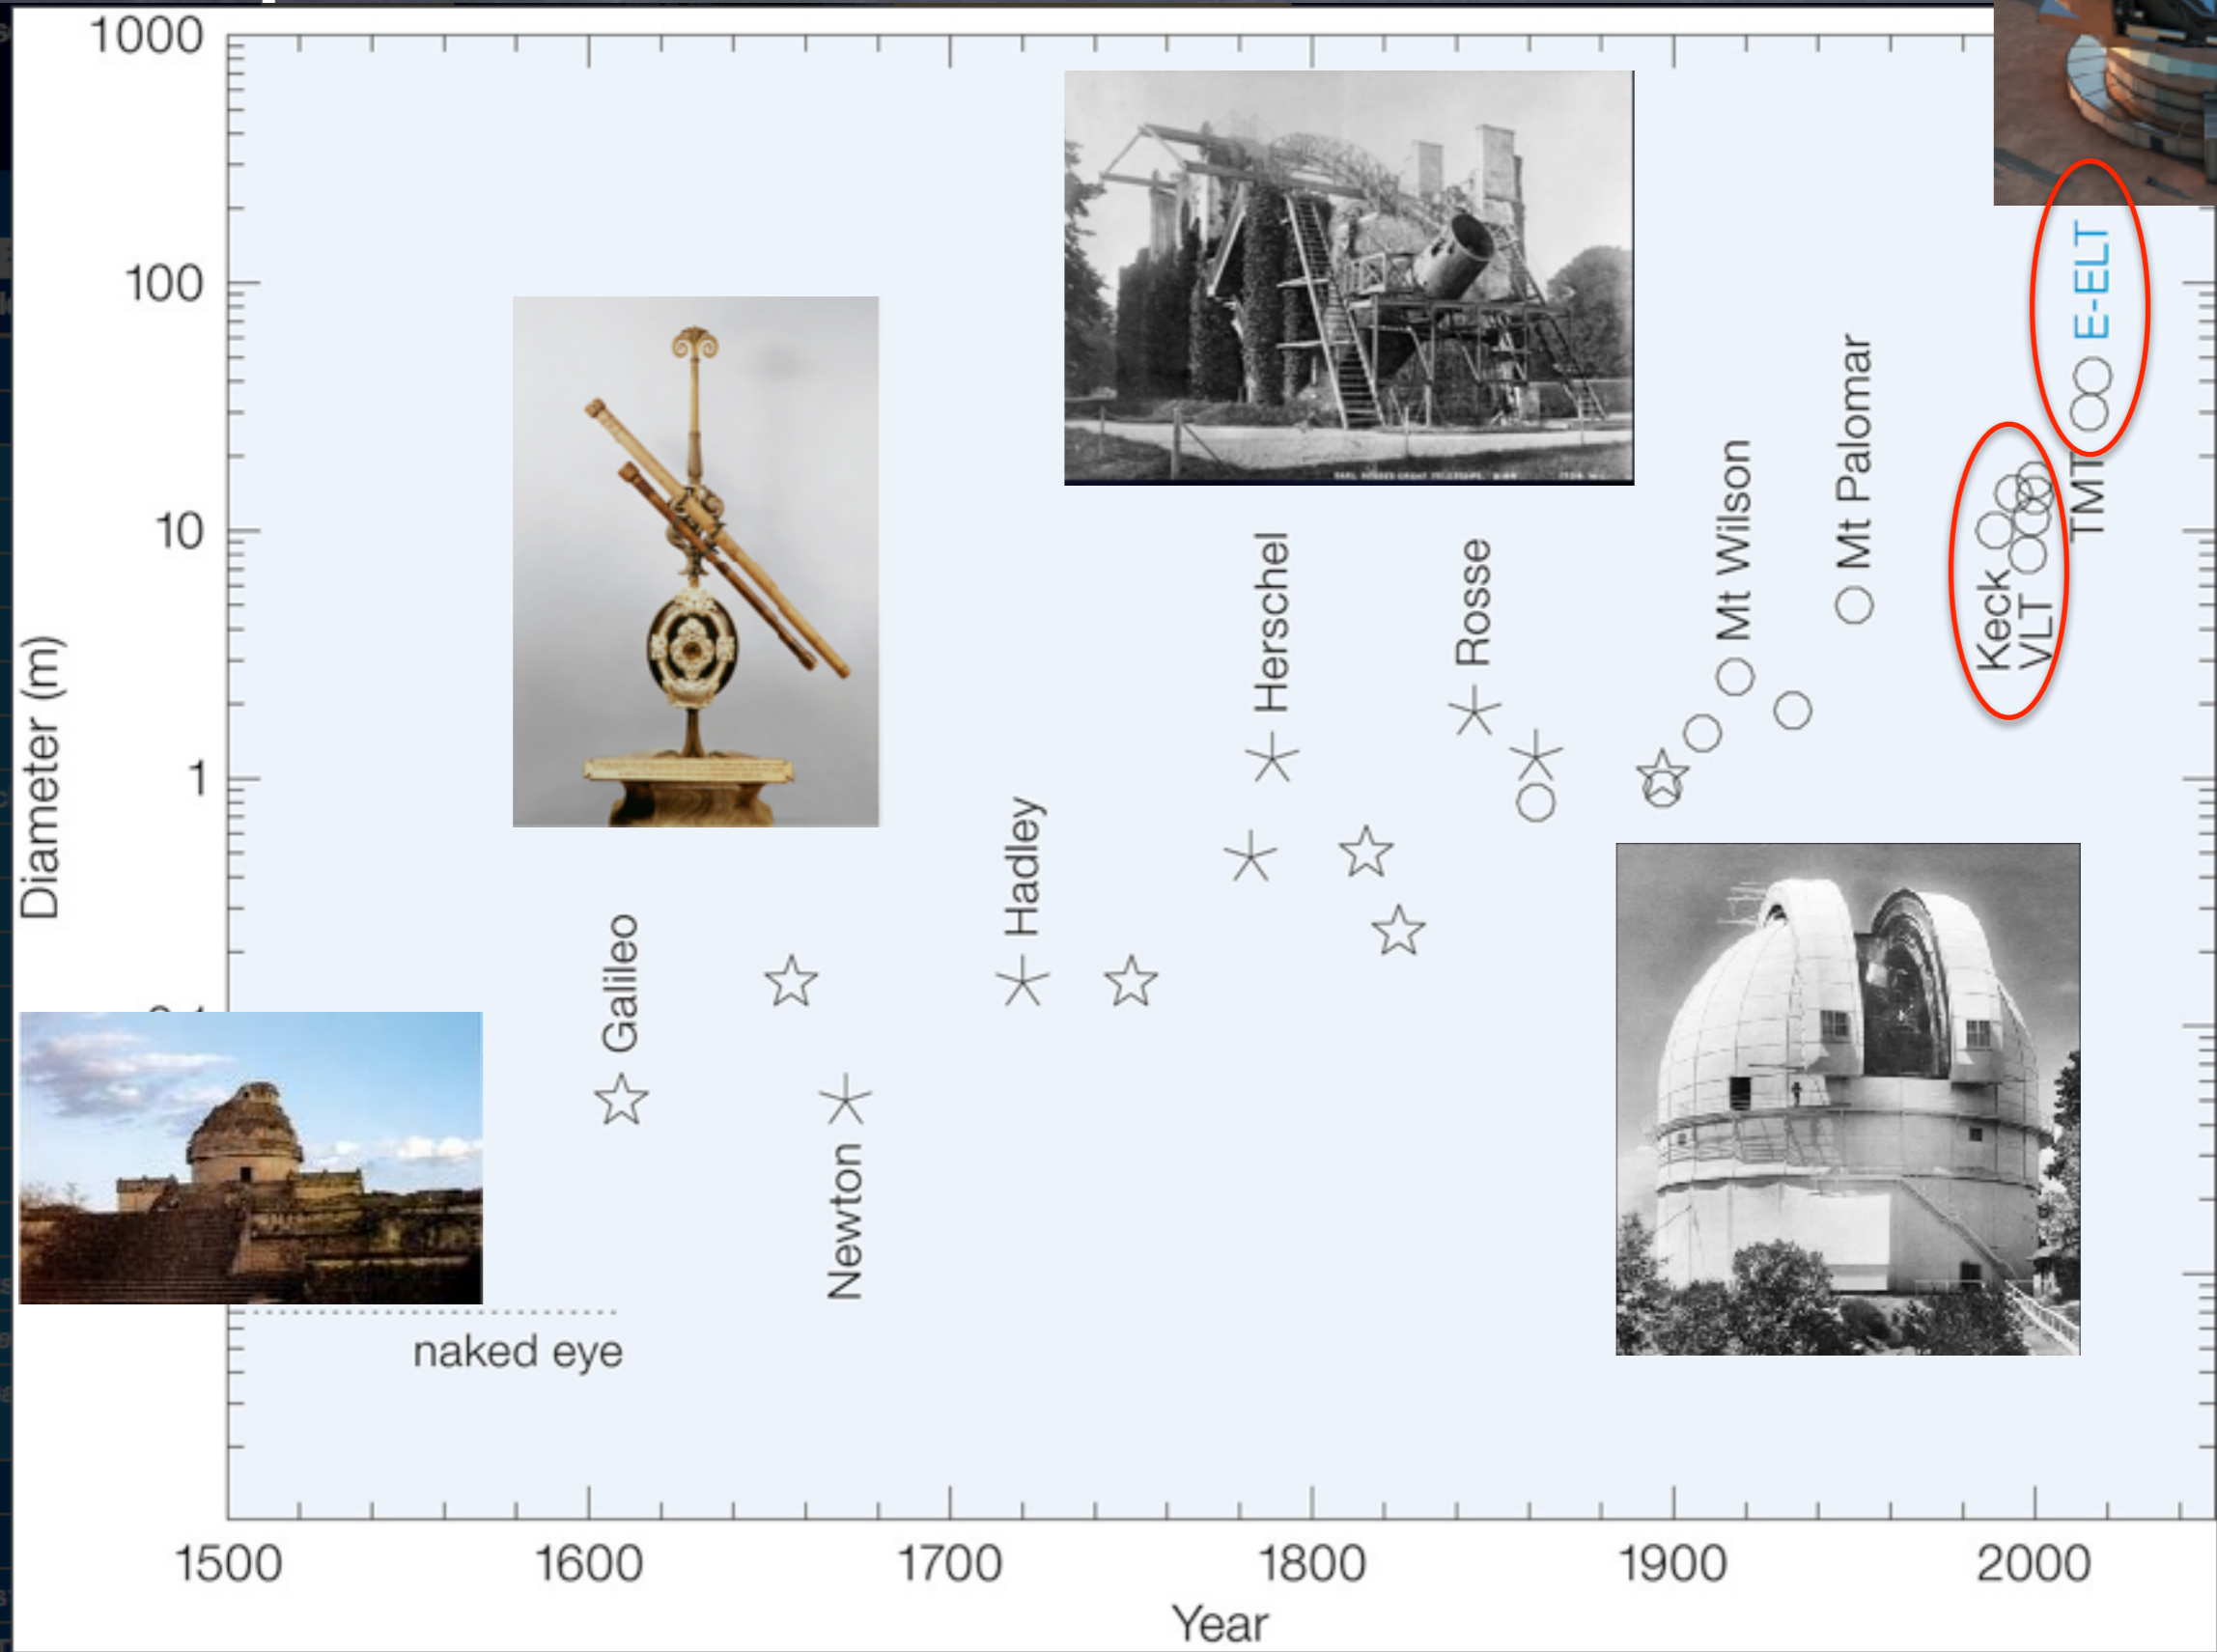 1000
100
10
1
Diameter (m)
E-ELT
TMT
Mt Palomar
Mt Wilson
Keck
VLT
Herschel
Rosse
Hadley
Galileo
Newton
naked eye
1500 1600 1700 1800 1900 2000
Year